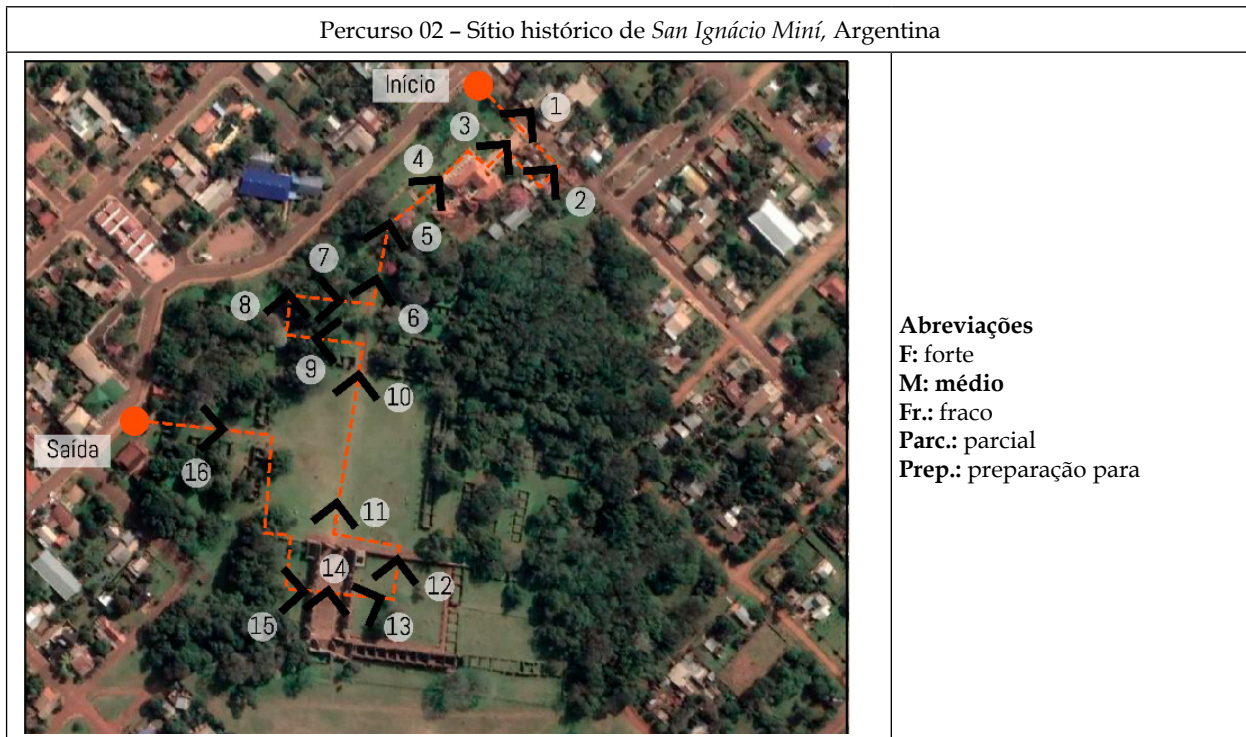 Percurso 02 – Sítio histórico de San Ignácio Miní, Argentina
Início
1
3
4
2
5
7
8
6
9
10
Saída
16
11
14
12
15
13
Abreviações
F: forte
M: médio
Fr.: fraco
Parc.: parcial
Prep.: preparação para